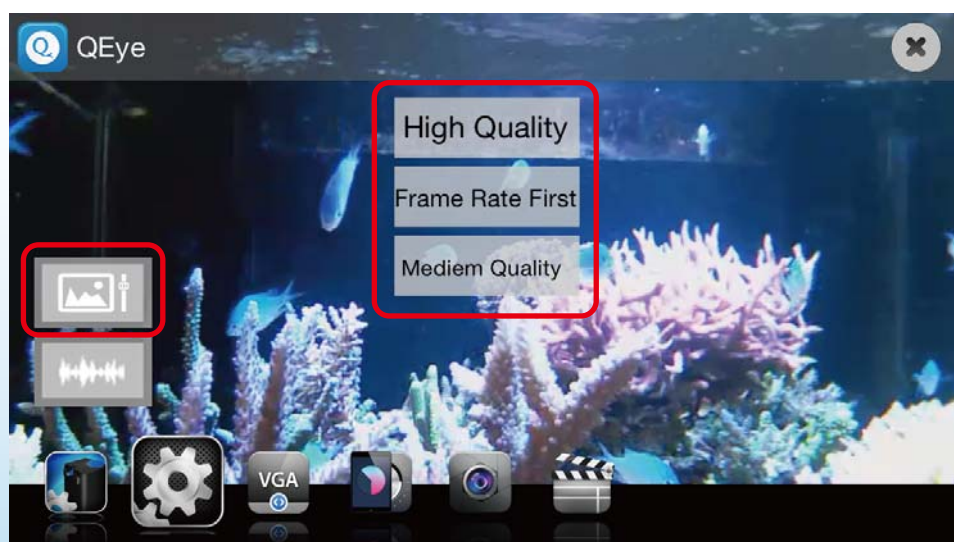 QEye
High Quality
Frame Rate First
Mediem Quality
VGA